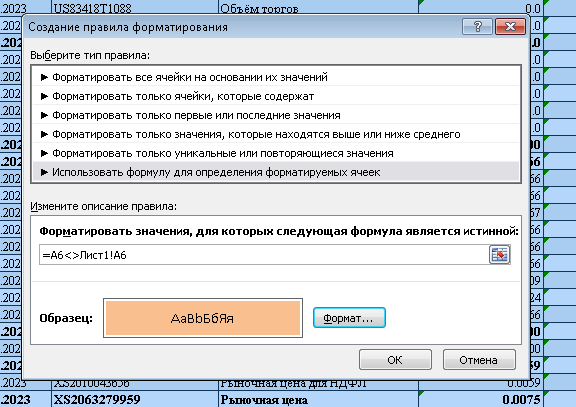 .2023 US83418T1088 Объём торгов 0.0
Создание правила форматирования
Выберите тип правила:
► Форматировать все ячейки на основании их значений
► Форматировать только ячейки, которые содержат
► Форматировать только первые или последние значения
► Форматировать только значения, которые находятся выше или ниже среднего
► Форматировать только уникальные или повторяющиеся значения
► Использовать формулу для определения форматируемых ячеек
Измените описание правила:
Форматировать значения, для которых следующая формула является истинной:
=A6<>Лист1!A6
Образец:
АаВbБбЯя
Формат...
ОК
Отмена
.2023 XS2010043656 Рыночная цена для НДФЛ 0.0059
.2023 XS2063279959 Рыночная цена 0.0075